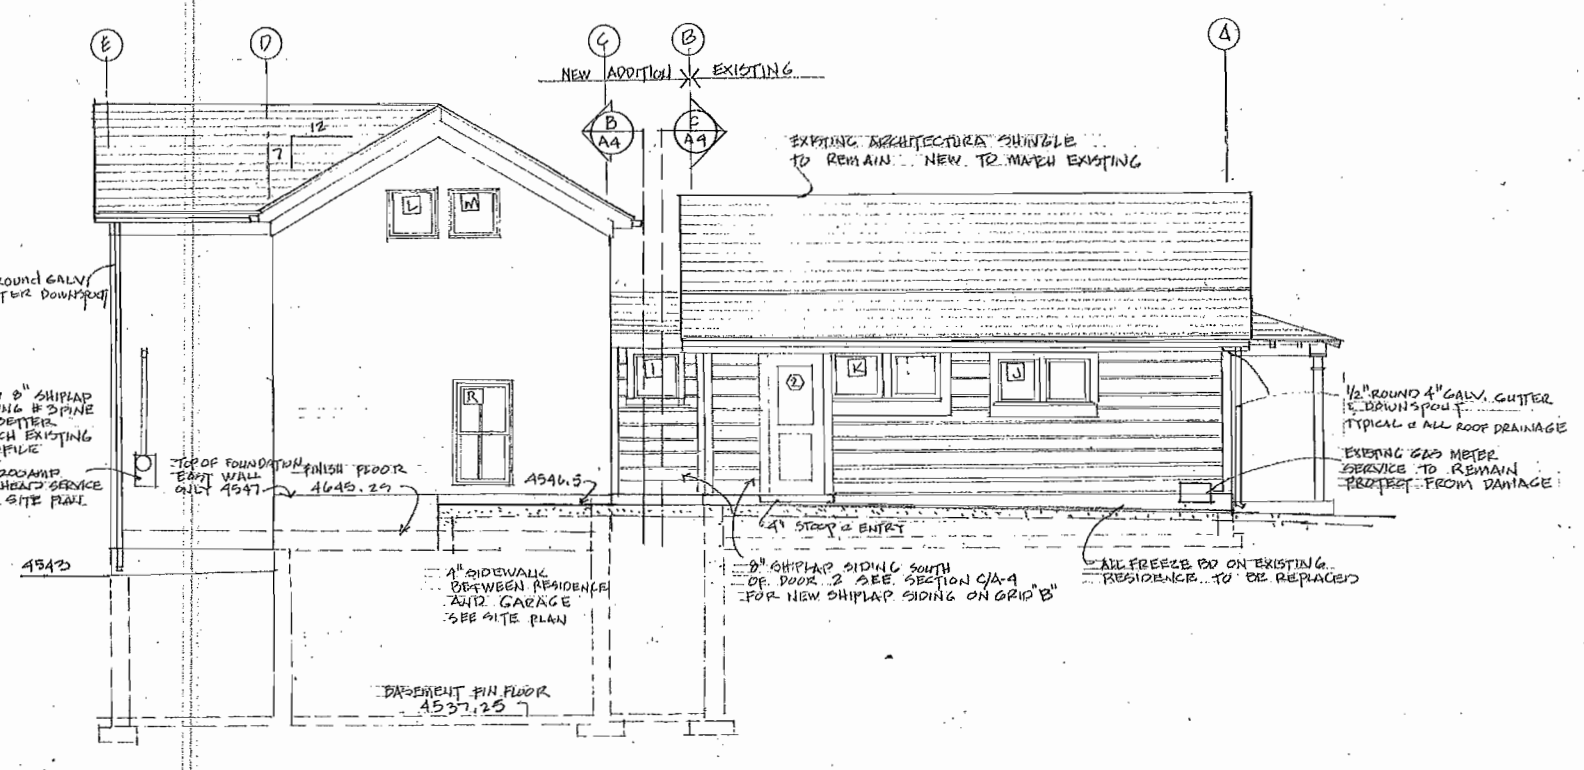 E
D
C
B
A
NEW ADDITION
EXISTING
B
A4
C
A4
12
7
EXISTING ARCHITECTURA SHINGLE
TO REMAIN NEW TO MATCH EXISTING
L
M
ROUND GALV
TER DOWNSPOUT
8" SHIPLAP
NG #3 PINE
BETTER
CH EXISTING
FILE
200 AMP
HEAD SERVICE
SITE PLAN
TOP OF FOUNDATION
EAST WALL
ONLY 4547
FINISH FLOOR
4645.25
R
4546.5
I
2
K
J
1/2" ROUND 4" GALV. GUTTER
& DOWNSPOUT
TYPICAL @ ALL ROOF DRAINAGE
EXISTING GAS METER
SERVICE TO REMAIN
PROTECT FROM DAMAGE
4" STOOP @ ENTRY
4543
4" SIDEWALK
BETWEEN RESIDENCE
AND GARAGE
SEE SITE PLAN
8" SHIPLAP SIDING SOUTH
OF DOOR 2 SEE SECTION C/A-4
FOR NEW SHIPLAP SIDING ON GRID "B"
ALL FREEZE BD ON EXISTING
RESIDENCE TO BE REPLACED
BASEMENT FIN FLOOR
4537.25